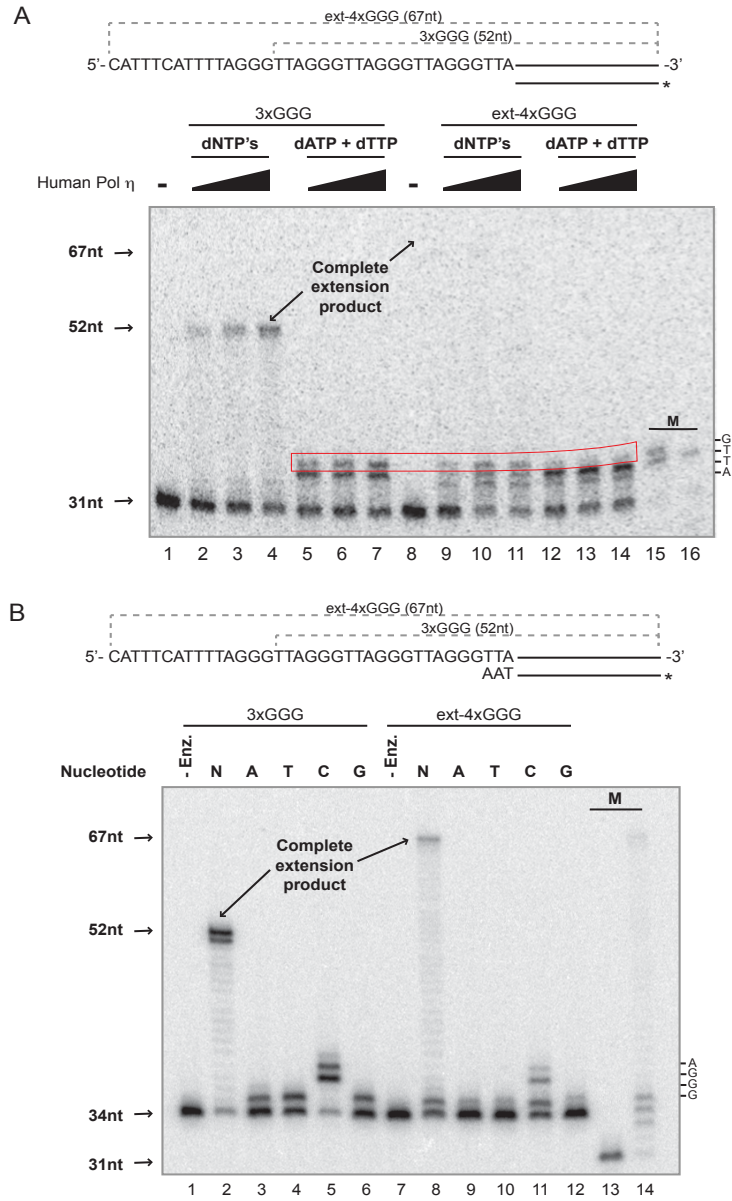 A
ext-4xGGG (67nt)
3xGGG (52nt)
5'- CATTTCATTTTAGGGTTAGGGTTAGGGTTAGGGTTA -3'
*
3xGGG ext-4xGGG
dNTP's dATP + dTTP dNTP's dATP + dTTP
Human Pol η - -
67nt →
Complete
extension
product
52nt →
M
G
T
T
A
31nt →
1 2 3 4 5 6 7 8 9 10 11 12 13 14 15 16
B
ext-4xGGG (67nt)
3xGGG (52nt)
5'- CATTTCATTTTAGGGTTAGGGTTAGGGTTAGGGTTA -3'
AAT *
3xGGG ext-4xGGG
Nucleotide - Enz. N A T C G - Enz. N A T C G
M
67nt →
Complete
extension
product
52nt →
A
G
G
G
34nt →
31nt →
1 2 3 4 5 6 7 8 9 10 11 12 13 14